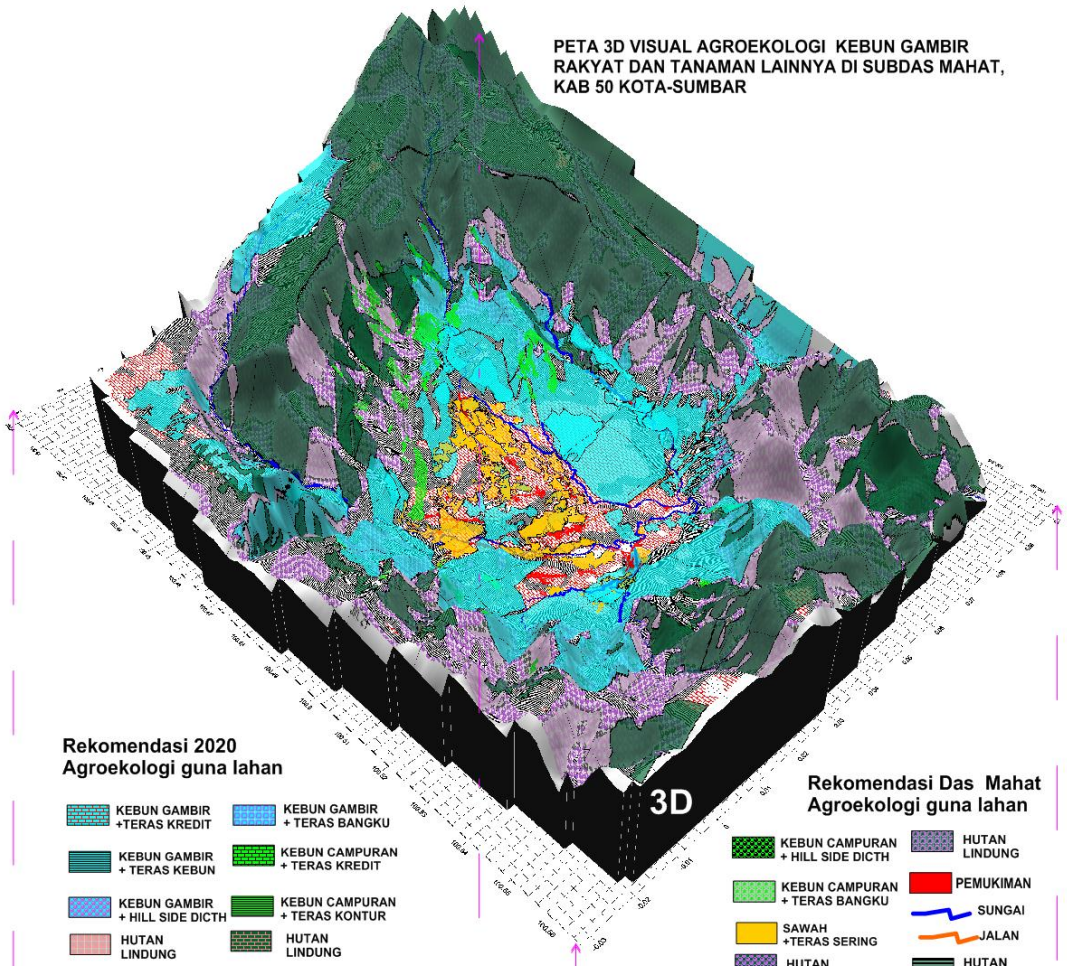 PETA 3D VISUAL AGROEKOLOGI KEBUN GAMBIR
RAKYAT DAN TANAMAN LAINNYA DI SUBDAS MAHAT,
KAB 50 KOTA-SUMBAR
3D
Rekomendasi 2020
Agroekologi guna lahan
KEBUN GAMBIR
+TERAS KREDIT
KEBUN GAMBIR
+ TERAS BANGKU
KEBUN GAMBIR
+ TERAS KEBUN
KEBUN CAMPURAN
+ TERAS KREDIT
KEBUN GAMBIR
+ HILL SIDE DICTH
KEBUN CAMPURAN
+ TERAS KONTUR
HUTAN
LINDUNG
HUTAN
LINDUNG
Rekomendasi Das Mahat
Agroekologi guna lahan
KEBUN CAMPURAN
+ HILL SIDE DICTH
HUTAN
LINDUNG
KEBUN CAMPURAN
+ TERAS BANGKU
PEMUKIMAN
SUNGAI
SAWAH
+TERAS SERING
JALAN
HUTAN
HUTAN